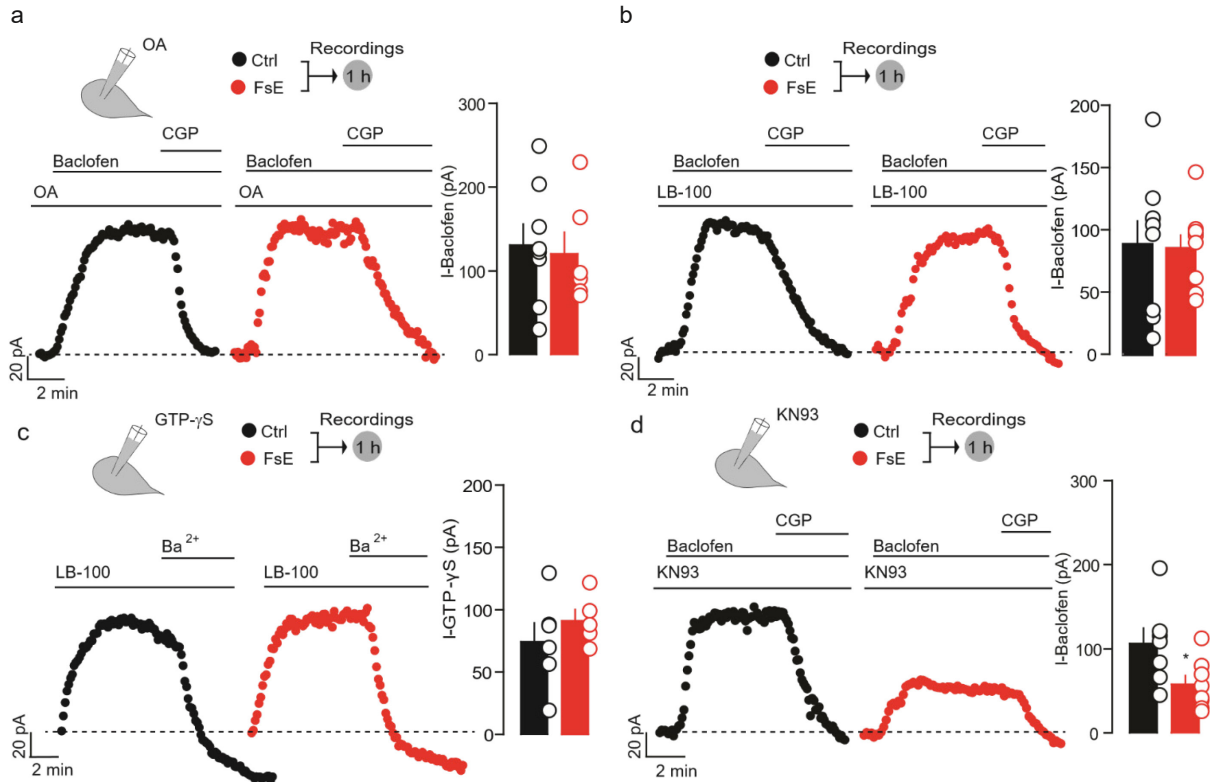 a
OA
Ctrl
FsE
Recordings
1 h
CGP
CGP
Baclofen
Baclofen
OA
OA
20 pA
2 min
I-Baclofen (pA)
300
200
100
0
b
Ctrl
FsE
Recordings
1 h
CGP
CGP
Baclofen
Baclofen
LB-100
LB-100
20 pA
2 min
I-Baclofen (pA)
200
150
100
50
0
c
GTP-γS
Ctrl
FsE
Recordings
1 h
Ba2+
Ba2+
LB-100
LB-100
20 pA
2 min
I-GTP-γS (pA)
200
150
100
50
0
d
KN93
Ctrl
FsE
Recordings
1 h
CGP
CGP
Baclofen
Baclofen
KN93
KN93
20 pA
2 min
I-Baclofen (pA)
300
200
100
0
*